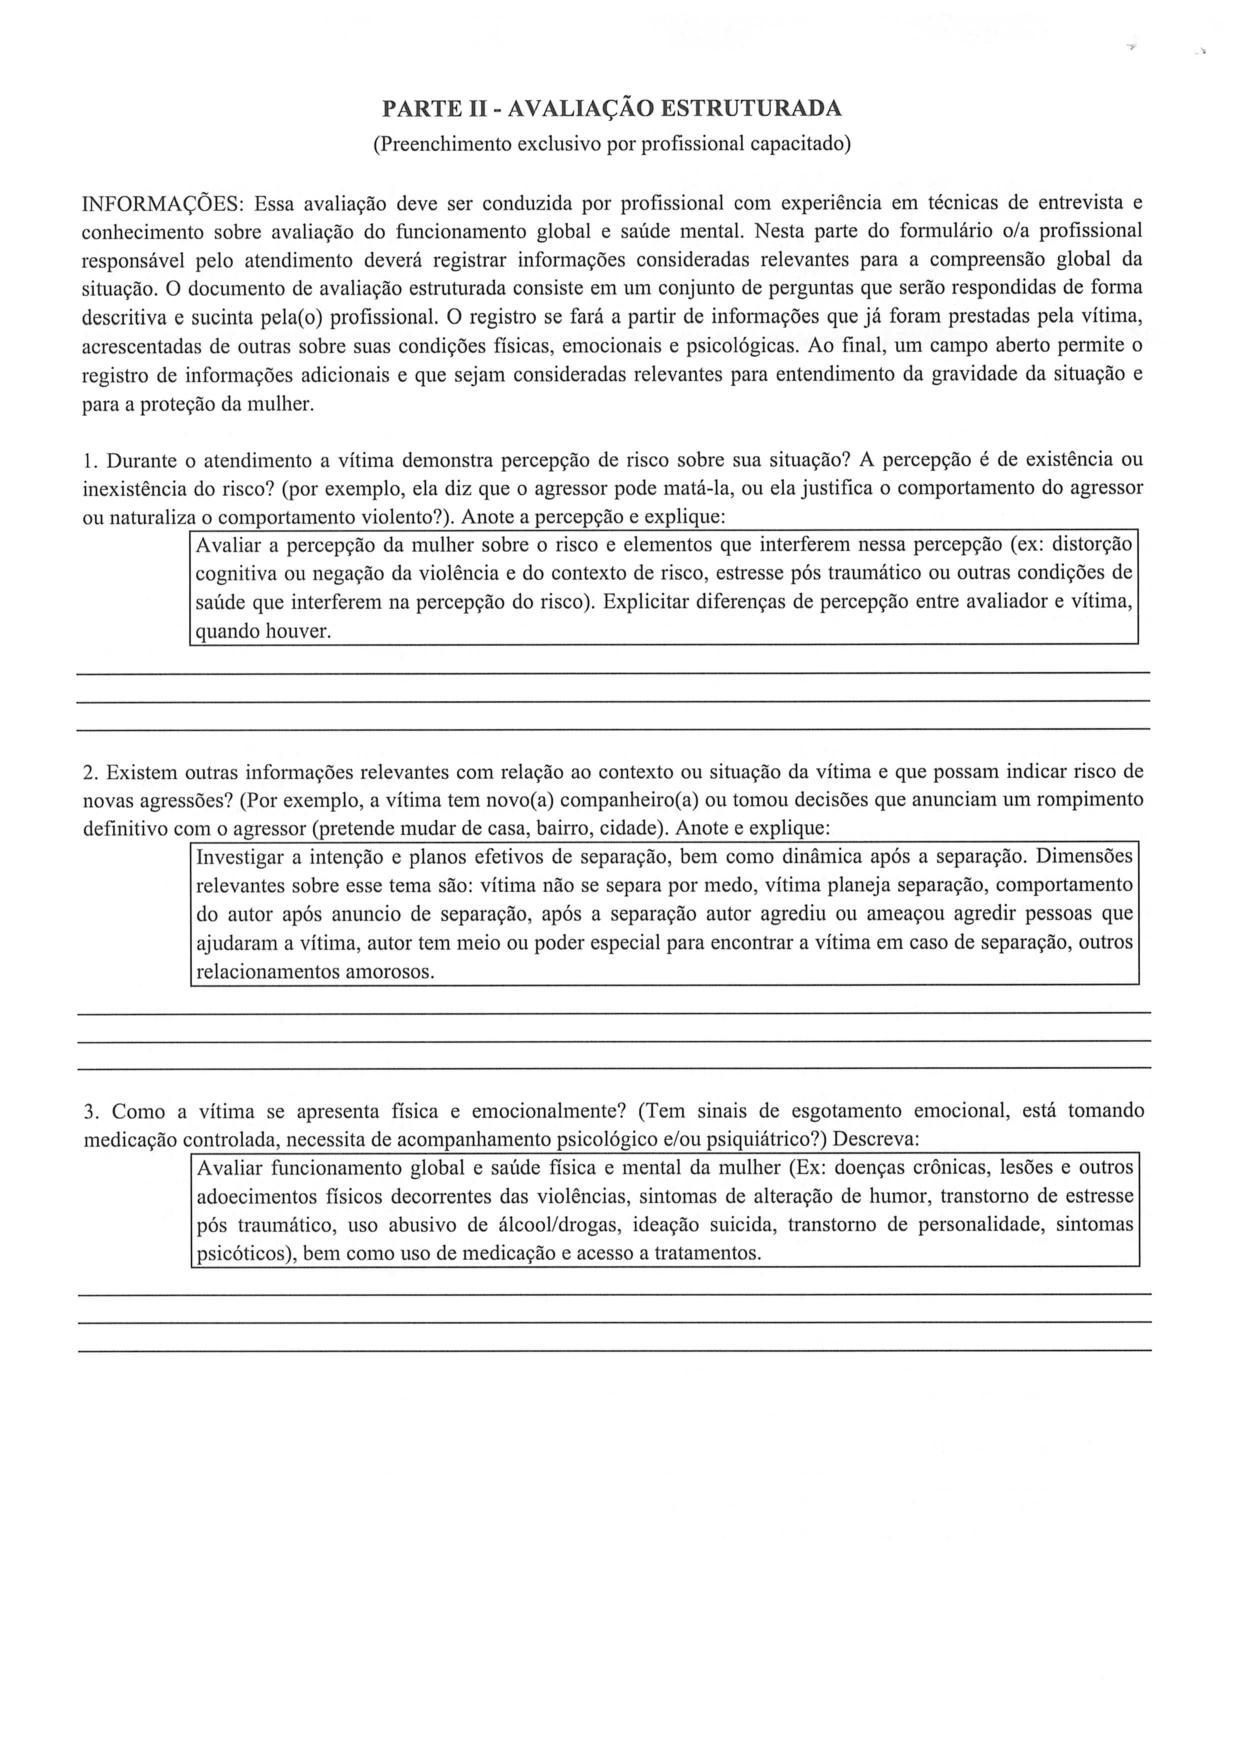 PARTE II - AVALIAÇÃO ESTRUTURADA
(Preenchimento exclusivo por profissional capacitado)
INFORMAÇÕES: Essa avaliação deve ser conduzida por profissional com experiência em técnicas de entrevista e
conhecimento sobre avaliação do funcionamento global e saúde mental. Nesta parte do formulário o/a profissional
responsável pelo atendimento deverá registrar informações consideradas relevantes para a compreensão global da
situação. O documento de avaliação estruturada consiste em um conjunto de perguntas que serão respondidas de forma
descritiva e sucinta pela(o) profissional. O registro se fará a partir de informações que já foram prestadas pela vítima,
acrescentadas de outras sobre suas condições físicas, emocionais e psicológicas. Ao final, um campo aberto permite o
registro de informações adicionais e que sejam consideradas relevantes para entendimento da gravidade da situação e
para a proteção da mulher.
1. Durante o atendimento a vítima demonstra percepção de risco sobre sua situação? A percepção é de existência ou
inexistência do risco? (por exemplo, ela diz que o agressor pode matá-la, ou ela justifica o comportamento do agressor
ou naturaliza o comportamento violento?). Anote a percepção e explique:
Avaliar a percepção da mulher sobre o risco e elementos que interferem nessa percepção (ex: distorção
cognitiva ou negação da violência e do contexto de risco, estresse pós traumático ou outras condições de
saúde que interferem na percepção do risco). Explicitar diferenças de percepção entre avaliador e vítima,
quando houver.
2. Existem outras informações relevantes com relação ao contexto ou situação da vítima e que possam indicar risco de
novas agressões? (Por exemplo, a vítima tem novo(a) companheiro(a) ou tomou decisões que anunciam um rompimento
definitivo com o agressor (pretende mudar de casa, bairro, cidade). Anote e explique:
Investigar a intenção e planos efetivos de separação, bem como dinâmica após a separação. Dimensões
relevantes sobre esse tema são: vítima não se separa por medo, vítima planeja separação, comportamento
do autor após anuncio de separação, após a separação autor agrediu ou ameaçou agredir pessoas que
ajudaram a vítima, autor tem meio ou poder especial para encontrar a vítima em caso de separação, outros
relacionamentos amorosos.
3. Como a vítima se apresenta física e emocionalmente? (Tem sinais de esgotamento emocional, está tomando
medicação controlada, necessita de acompanhamento psicológico e/ou psiquiátrico?) Descreva:
Avaliar funcionamento global e saúde física e mental da mulher (Ex: doenças crônicas, lesões e outros
adoecimentos físicos decorrentes das violências, sintomas de alteração de humor, transtorno de estresse
pós traumático, uso abusivo de álcool/drogas, ideação suicida, transtorno de personalidade, sintomas
psicóticos), bem como uso de medicação e acesso a tratamentos.